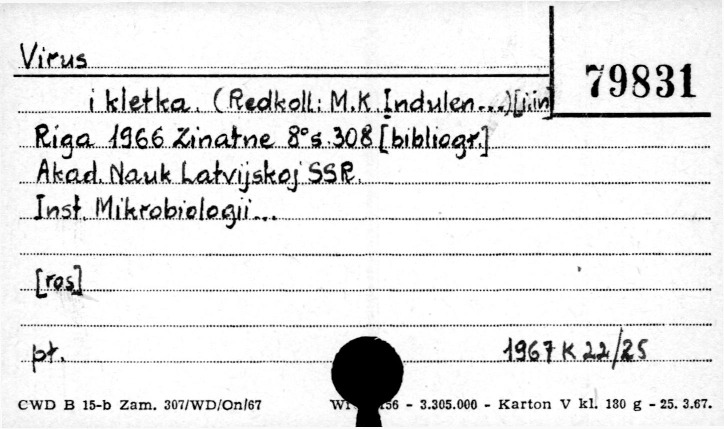 Virus
79831
i kletka. (Redkoll: M.K. Indulen...)[i in]
Riga 1966 Zinatne 8° s. 308 [bibliogr.]
Akad. Nauk Latvijskoj SSR.
Inst. Mikrobiologii...
[ros]
pt. 1967 K 22/25
CWD B 15-b Zam. 307/WD/On/67 56 - 3.305.000 - Karton V kl. 180 g - 25. 3.67.